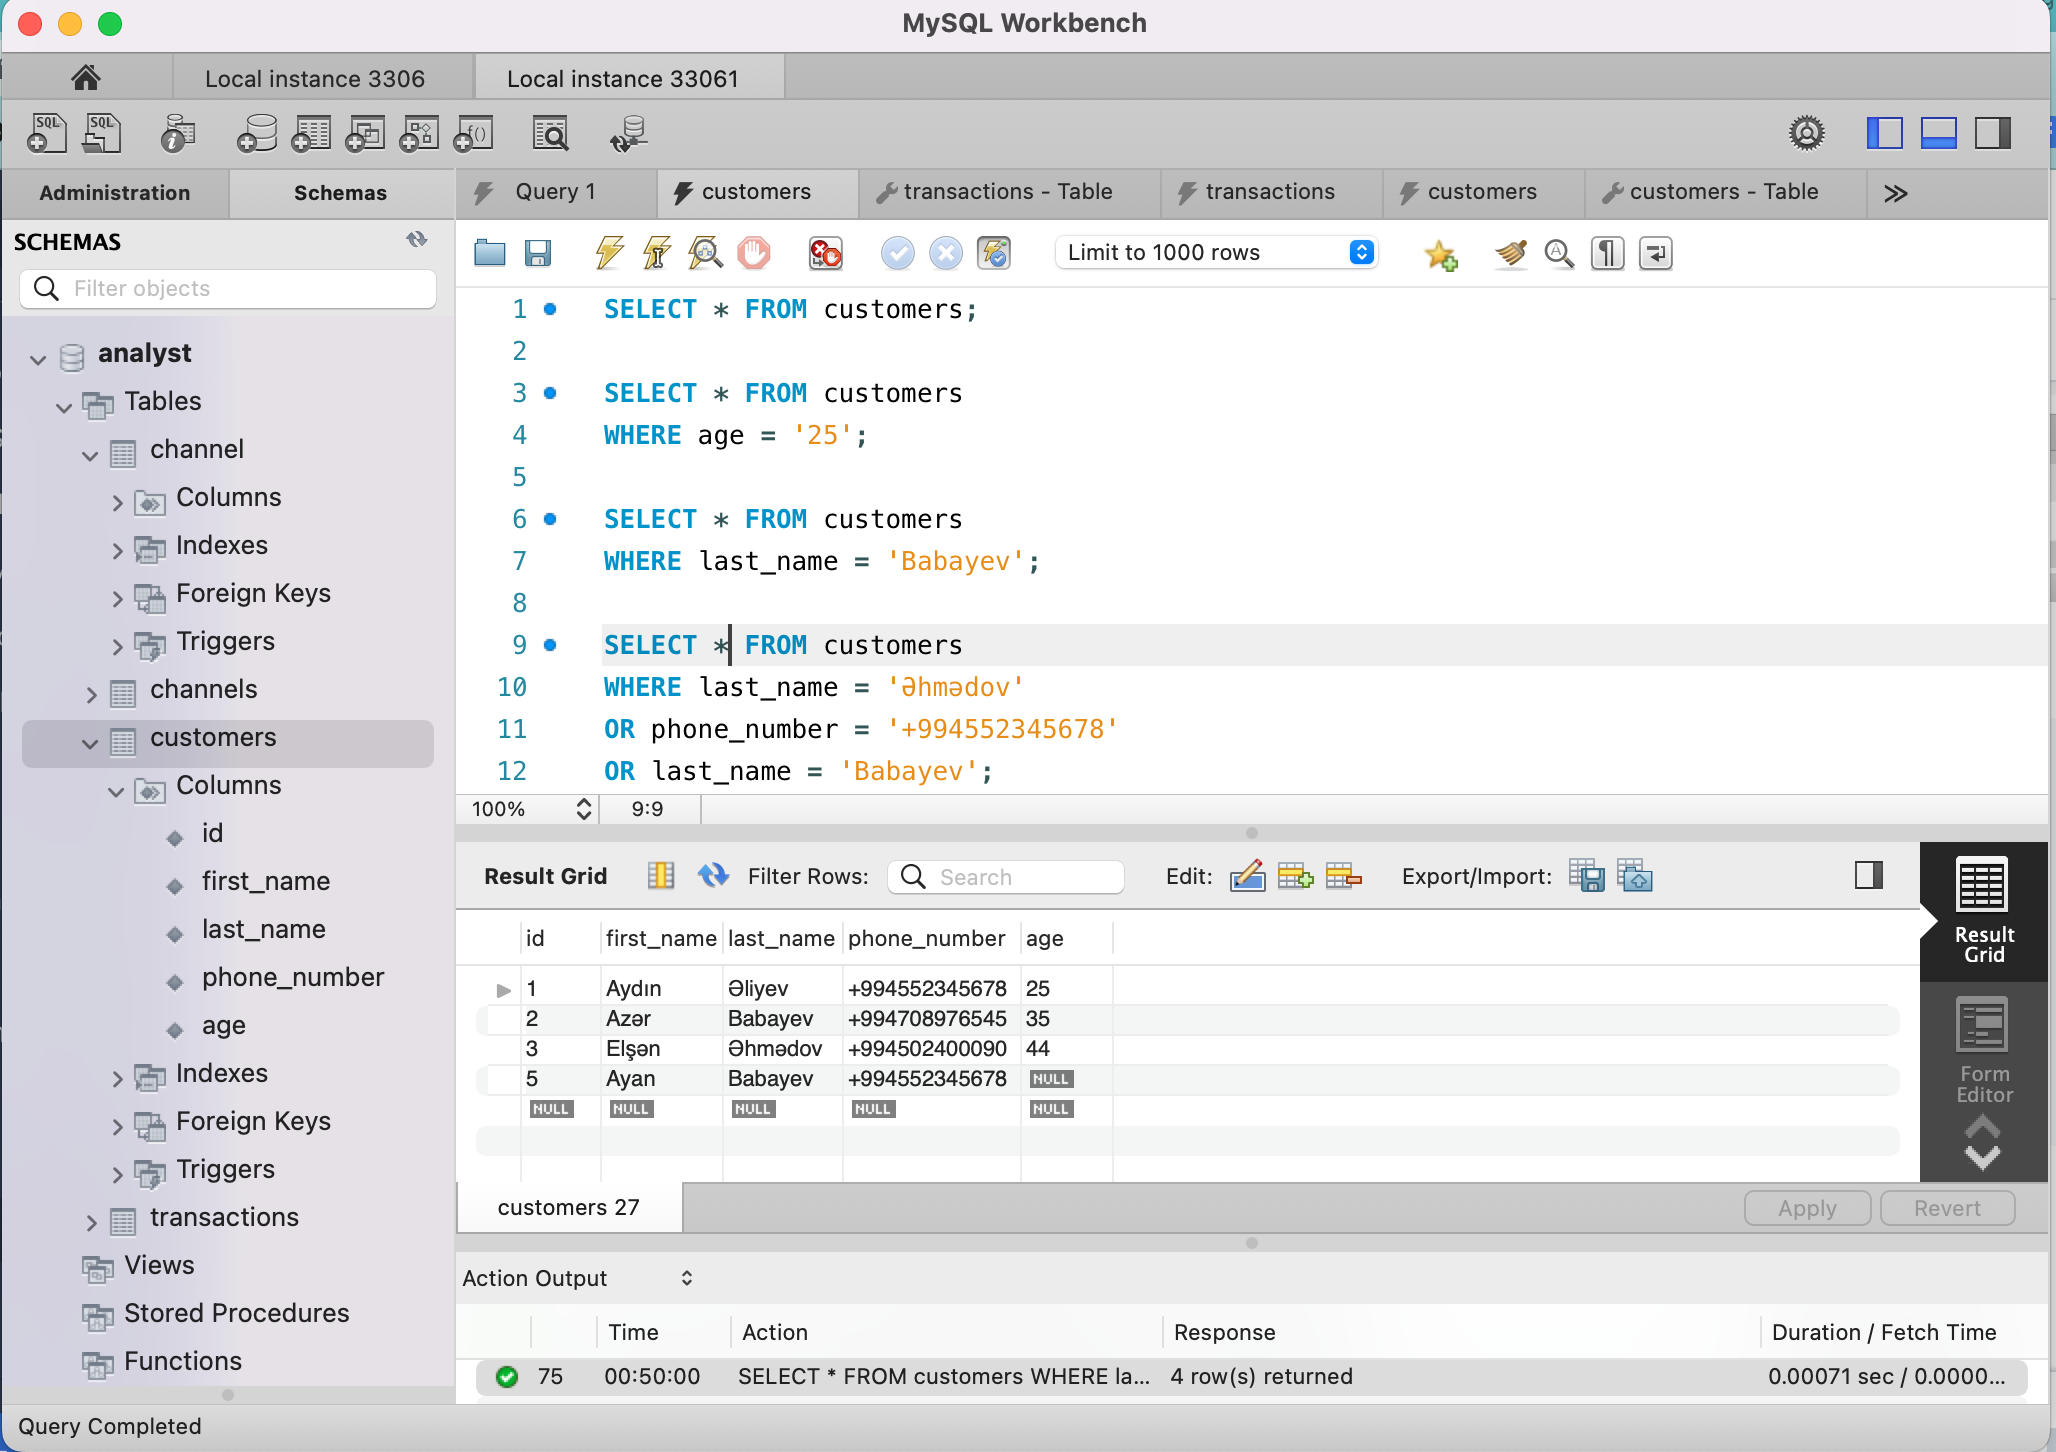 MySQL Workbench
Local instance 3306
Local instance 33061
SQL
SQL
Administration
Schemas
Query 1
customers
transactions - Table
transactions
customers
customers - Table
SCHEMAS
Filter objects
analyst
Tables
channel
Columns
Indexes
Foreign Keys
Triggers
channels
customers
Columns
id
first_name
last_name
phone_number
age
Indexes
Foreign Keys
Triggers
transactions
Views
Stored Procedures
Functions
Limit to 1000 rows
1 SELECT * FROM customers;
2
3 SELECT * FROM customers
4 WHERE age = '25';
5
6 SELECT * FROM customers
7 WHERE last_name = 'Babayev';
8
9 SELECT * FROM customers
10 WHERE last_name = 'Əhmədov'
11 OR phone_number = '+994552345678'
12 OR last_name = 'Babayev';
100% 9:9
Result Grid Filter Rows: Search Edit: Export/Import:
id first_name last_name phone_number age
1 Aydın Əliyev +994552345678 25
2 Azər Babayev +994708976545 35
3 Elşən Əhmədov +994502400090 44
5 Ayan Babayev +994552345678 NULL
NULL NULL NULL NULL NULL
Result
Grid
Form
Editor
customers 27
Apply Revert
Action Output
Time Action Response Duration / Fetch Time
75 00:50:00 SELECT * FROM customers WHERE la... 4 row(s) returned 0.00071 sec / 0.0000...
Query Completed